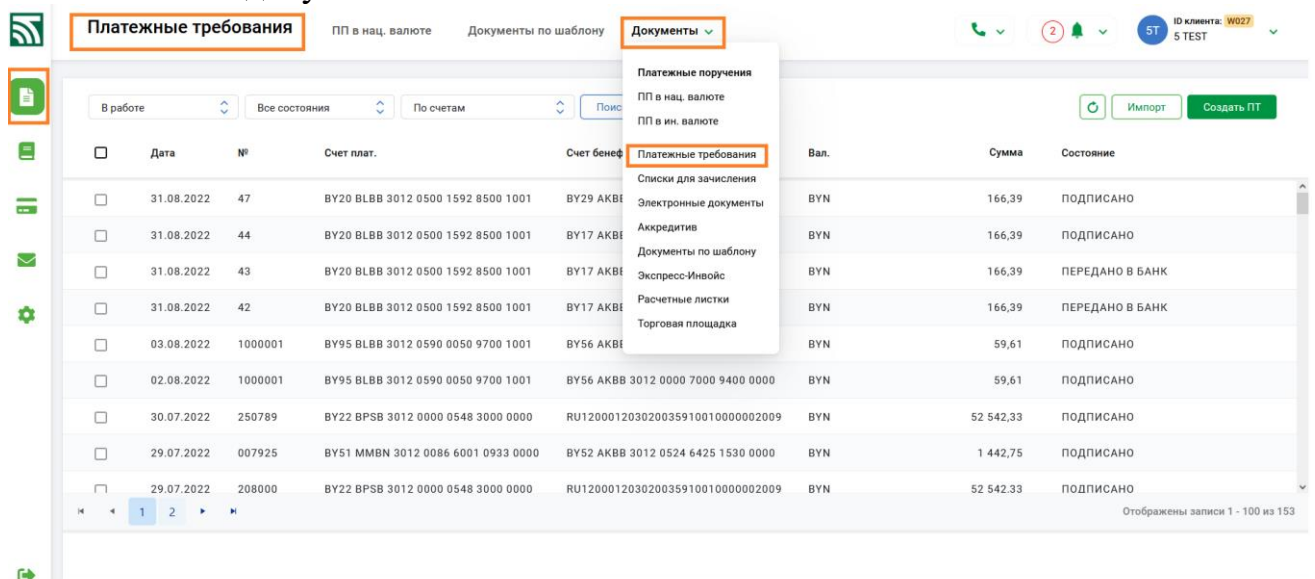 Платежные требования ПП в нац. валюте Документы по шаблону Документы 2 5T ID клиента: W027
5 TEST
Платежные поручения
ПП в нац. валюте
ПП в ин. валюте
Платежные требования
Списки для зачисления
Электронные документы
Аккредитив
Документы по шаблону
Экспресс-Инвойс
Расчетные листки
Торговая площадка
В работе Все состояния По счетам Импорт Создать ПТ
Дата № Счет плат. Вал. Сумма Состояние
31.08.2022 47 BY20 BLBB 3012 0500 1592 8500 1001 BY29 BYN 166,39 ПОДПИСАНО
31.08.2022 44 BY20 BLBB 3012 0500 1592 8500 1001 BY17 BYN 166,39 ПОДПИСАНО
31.08.2022 43 BY20 BLBB 3012 0500 1592 8500 1001 BY17 BYN 166,39 ПЕРЕДАНО В БАНК
31.08.2022 42 BY20 BLBB 3012 0500 1592 8500 1001 BY17 BYN 166,39 ПЕРЕДАНО В БАНК
03.08.2022 1000001 BY95 BLBB 3012 0590 0050 9700 1001 BY56 BYN 59,61 ПОДПИСАНО
02.08.2022 1000001 BY95 BLBB 3012 0590 0050 9700 1001 BY56 AKBB 3012 0000 7000 9400 0000 BYN 59,61 ПОДПИСАНО
30.07.2022 250789 BY22 BPSB 3012 0000 0548 3000 0000 RU1200012030200359100100000002009 BYN 52 542,33 ПОДПИСАНО
29.07.2022 007925 BY51 MMBN 3012 0086 6001 0933 0000 BY52 AKBB 3012 0524 6425 1530 0000 BYN 1 442,75 ПОДПИСАНО
29.07.2022 208000 BY22 BPSB 3012 0000 0548 3000 0000 RU1200012030200359100100000002009 BYN 52 542.33 ПОДПИСАНО
1 2 Отображены записи 1 - 100 из 153